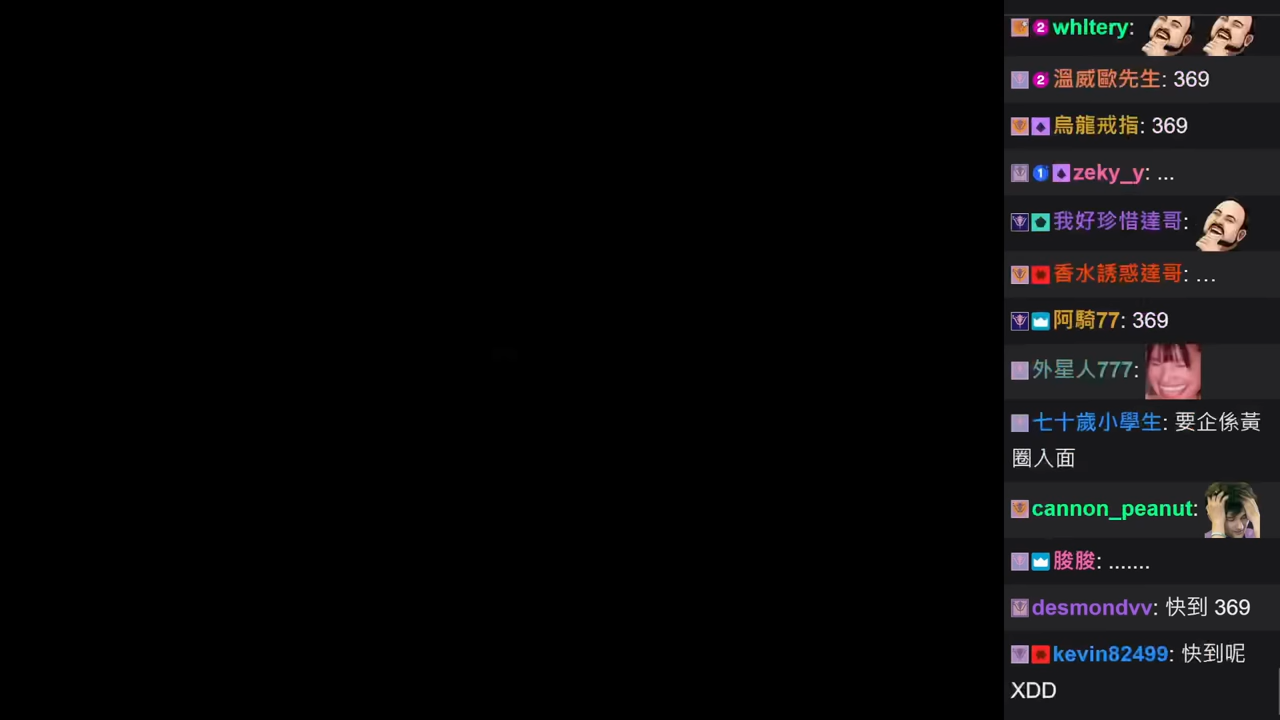 whltery:
溫威歐先生: 369
烏龍戒指: 369
zeky_y: ...
我好珍惜達哥:
香水誘惑達哥: …
阿騎77: 369
外星人777:
七十歲小學生: 要企係黃
圈入面
cannon_peanut:
朘朘: .......
desmondvv: 快到 369
kevin82499: 快到呢
XDD